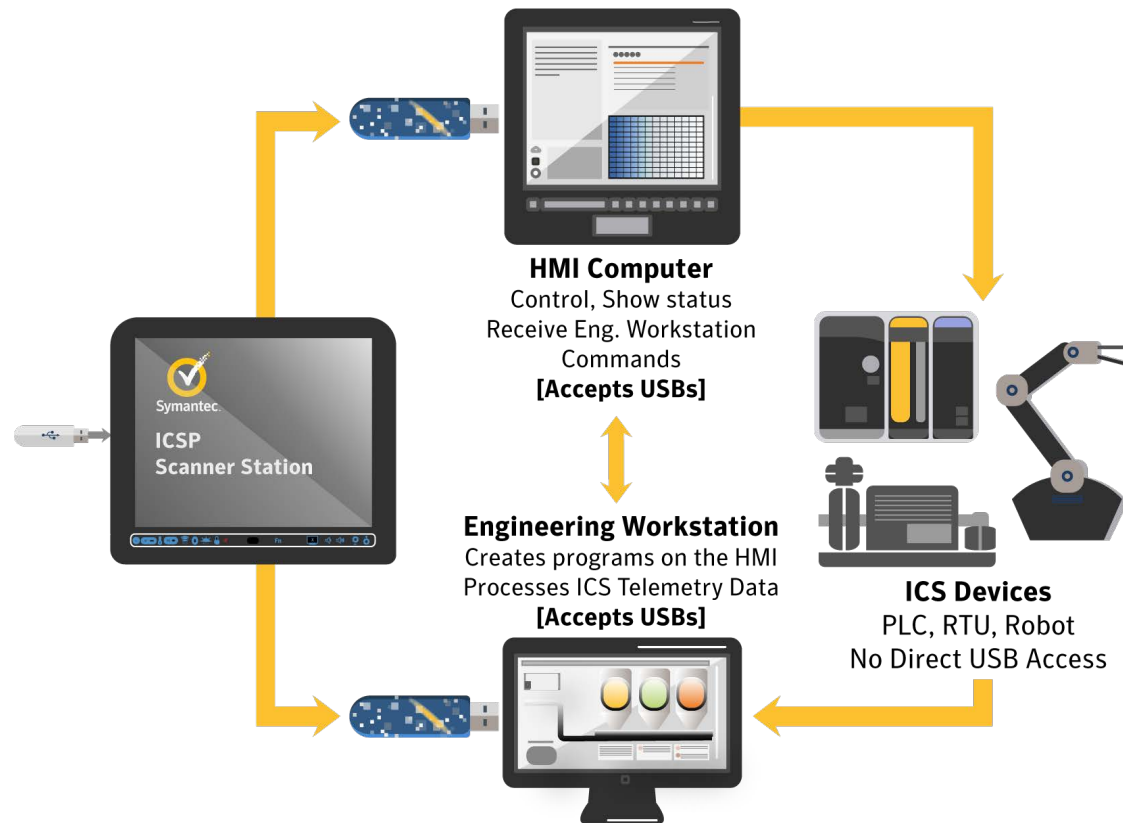 HMI Computer
Control, Show status
Receive Eng. Workstation
Commands
[Accepts USBs]
Symantec.
ICSP
Scanner Station
Fn
Engineering Workstation
Creates programs on the HMI
Processes ICS Telemetry Data
[Accepts USBs]
ICS Devices
PLC, RTU, Robot
No Direct USB Access